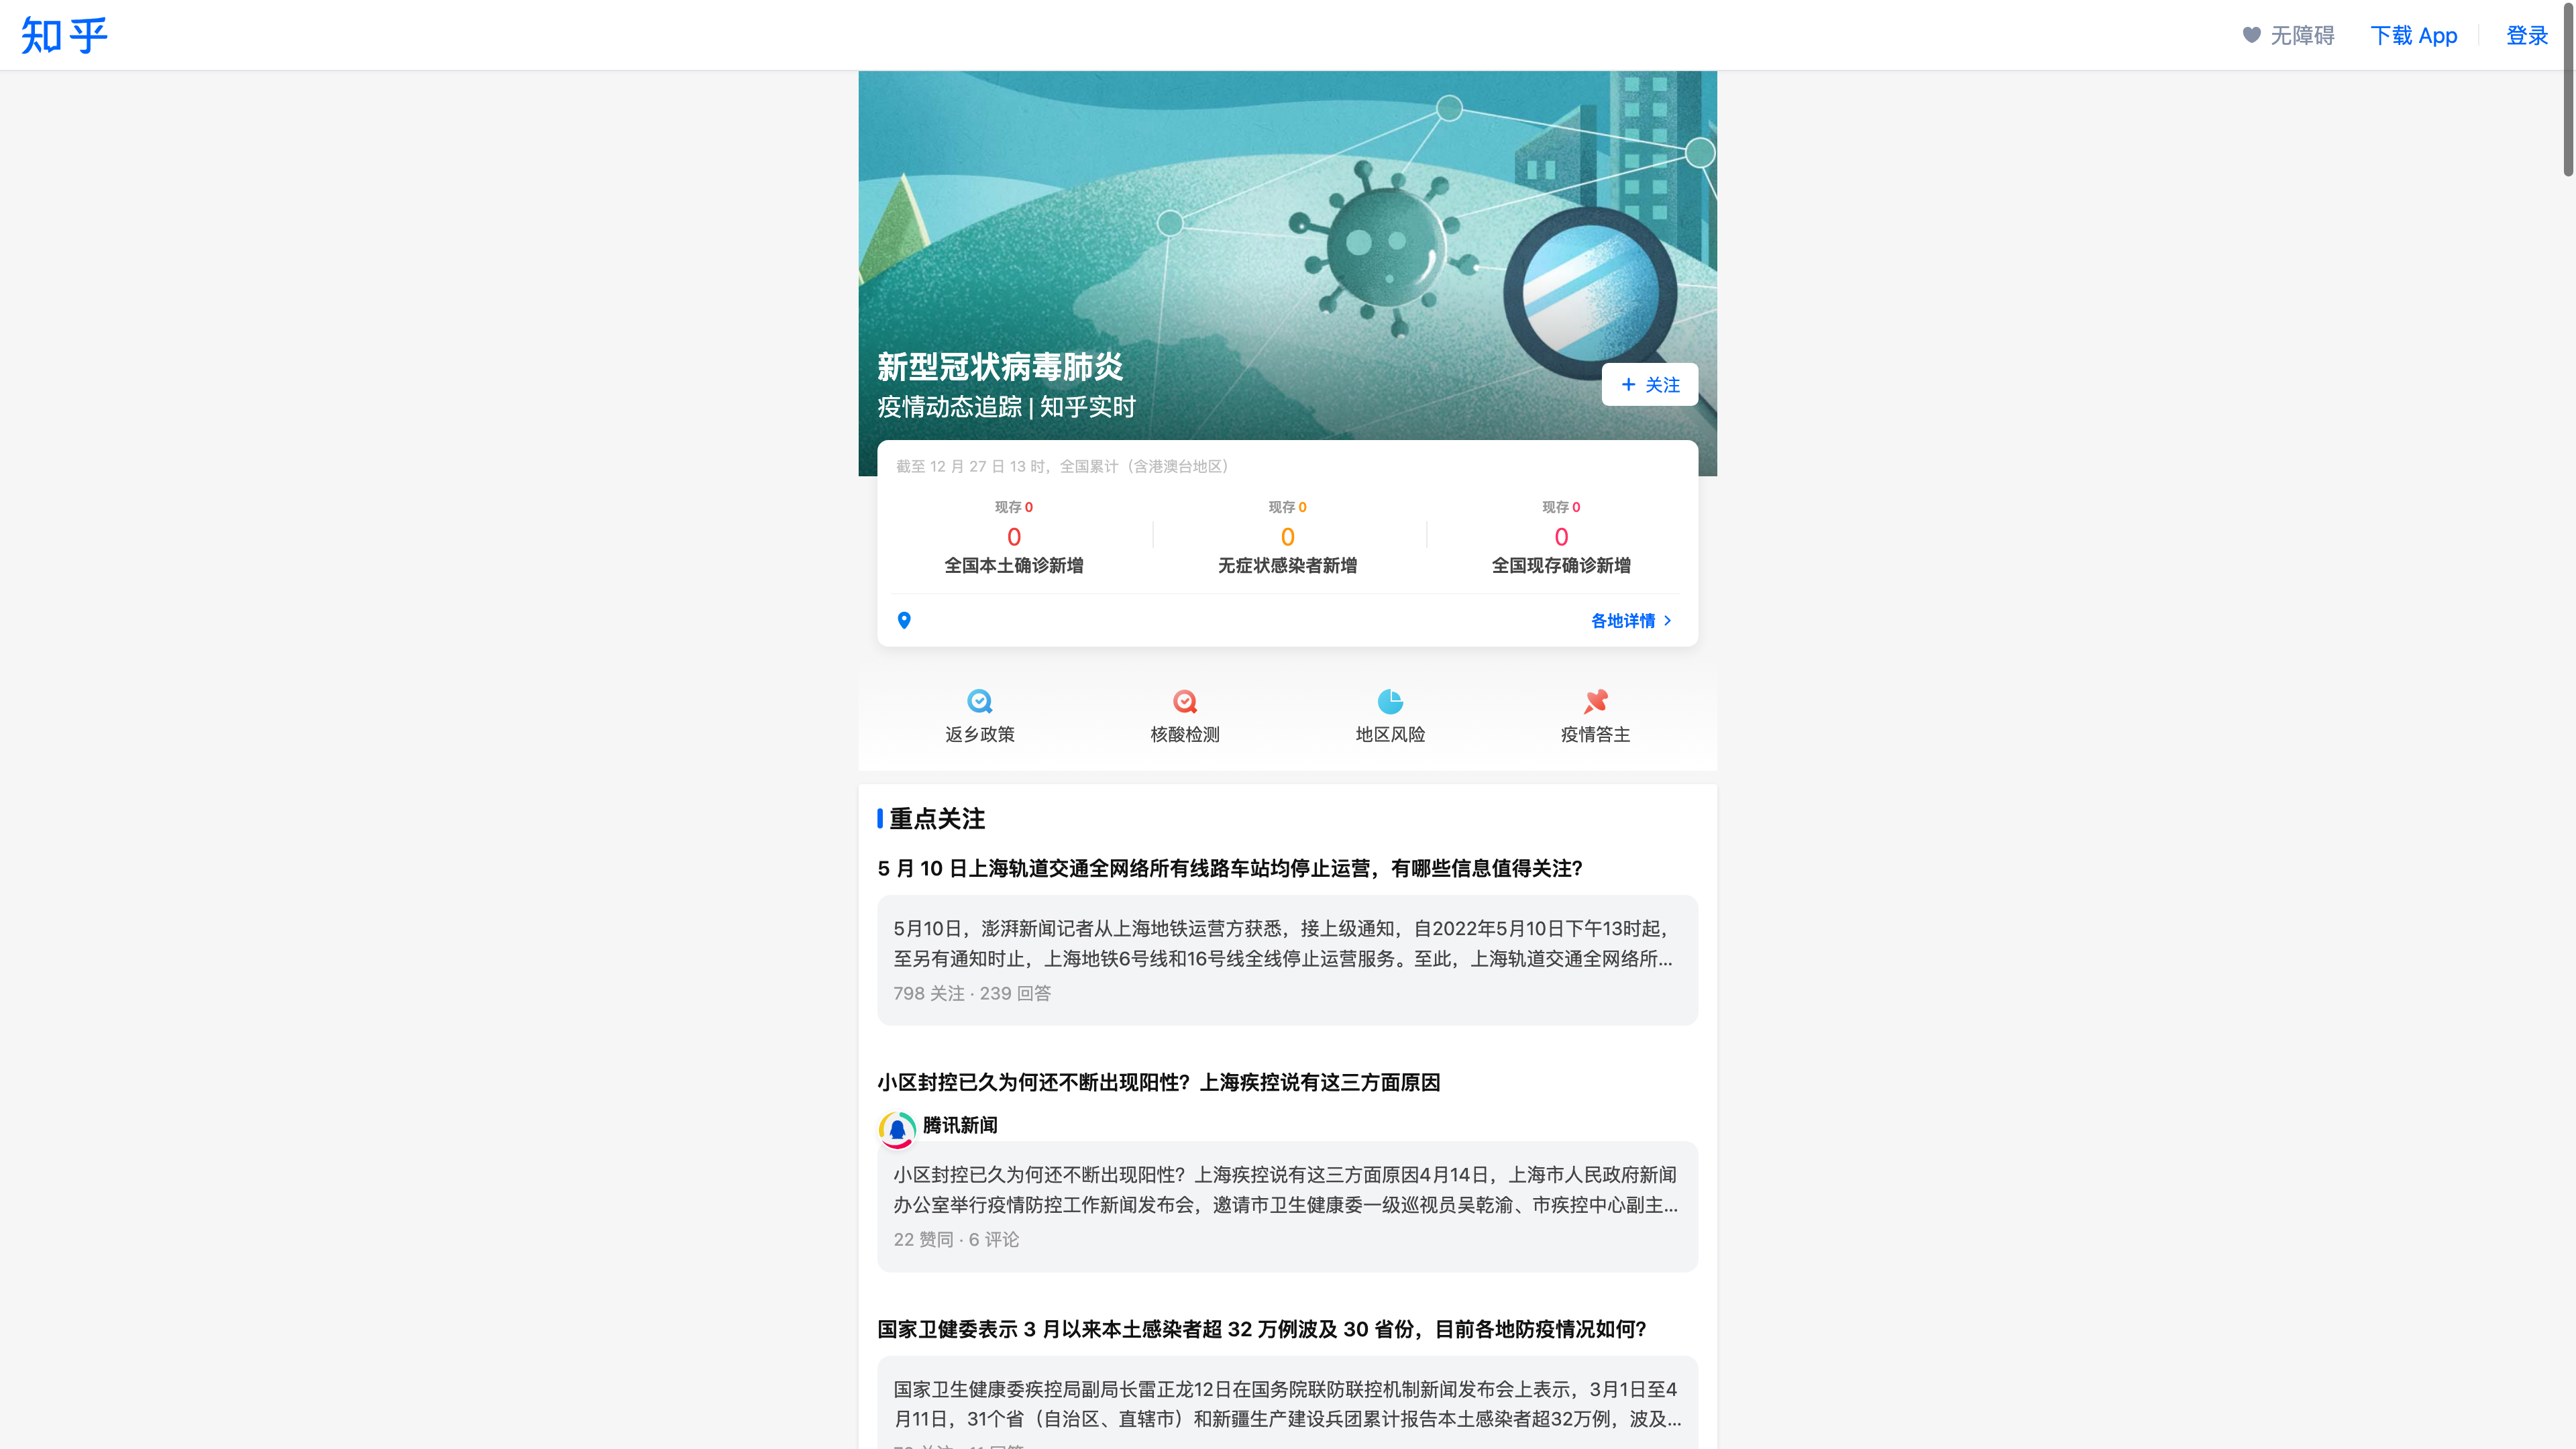 知乎
无障碍
下载 App
登录
新型冠状病毒肺炎
疫情动态追踪 | 知乎实时
+ 关注
截至 12 月 27 日 13 时，全国累计（含港澳台地区）
现存 0
0
全国本土确诊新增
现存 0
0
无症状感染者新增
现存 0
0
全国现存确诊新增
各地详情
返乡政策
核酸检测
地区风险
疫情答主
重点关注
5 月 10 日上海轨道交通全网络所有线路车站均停止运营，有哪些信息值得关注？
5月10日，澎湃新闻记者从上海地铁运营方获悉，接上级通知，自2022年5月10日下午13时起，
至另有通知时止，上海地铁6号线和16号线全线停止运营服务。至此，上海轨道交通全网络所...
798 关注 · 239 回答
小区封控已久为何还不断出现阳性？上海疾控说有这三方面原因
腾讯新闻
小区封控已久为何还不断出现阳性？上海疾控说有这三方面原因4月14日，上海市人民政府新闻
办公室举行疫情防控工作新闻发布会，邀请市卫生健康委一级巡视员吴乾渝、市疾控中心副主...
22 赞同 · 6 评论
国家卫健委表示 3 月以来本土感染者超 32 万例波及 30 省份，目前各地防疫情况如何？
国家卫生健康委疾控局副局长雷正龙12日在国务院联防联控机制新闻发布会上表示，3月1日至4
月11日，31个省（自治区、直辖市）和新疆生产建设兵团累计报告本土感染者超32万例，波及...